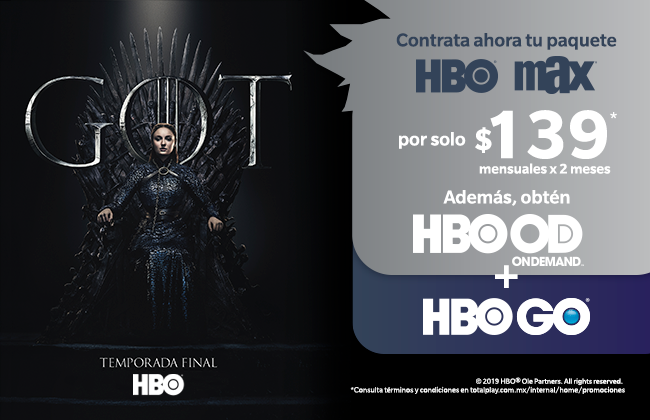 GOT
TEMPORADA FINAL
HBO
Contrata ahora tu paquete
HBO® max
por solo $139*
mensuales x 2 meses
Además, obtén
HBO OD
ONDEMAND
+
HBO GO®
© 2019 HBO® Ole Partners. All rights reserved.
*Consulta términos y condiciones en totalplay.com.mx/internal/home/promociones